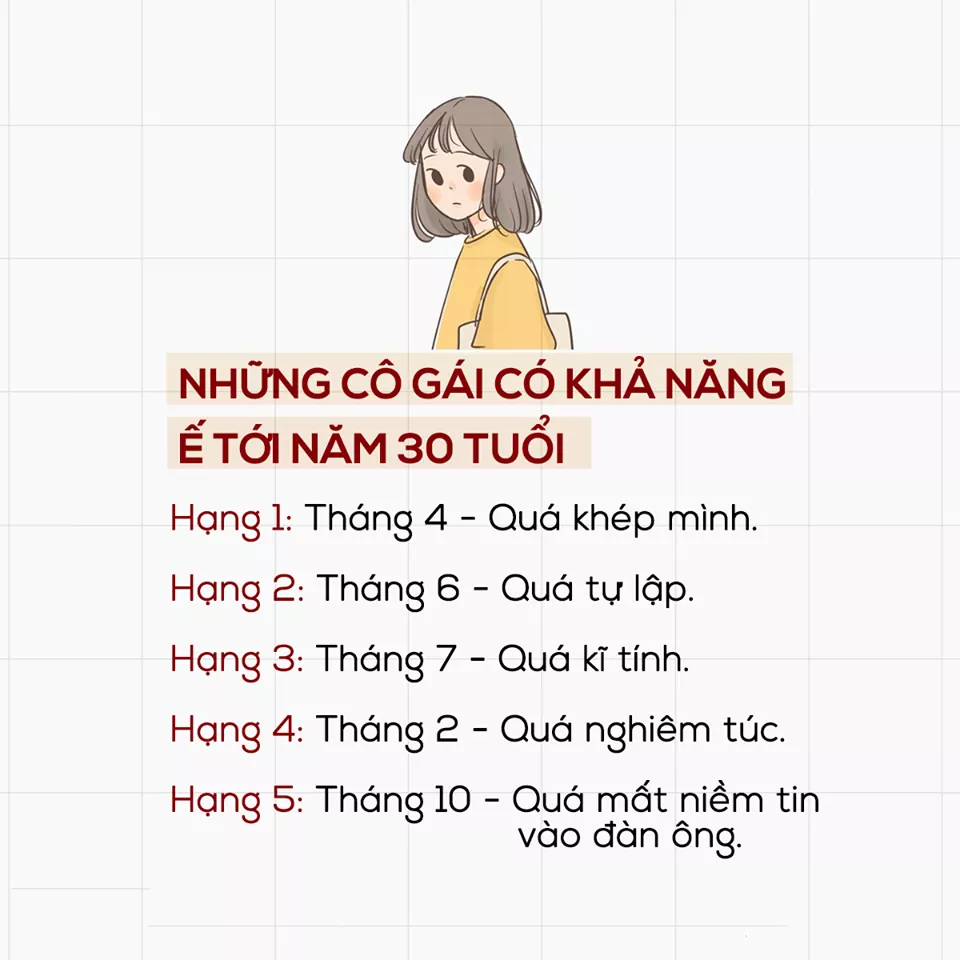 NHỮNG CÔ GÁI CÓ KHẢ NĂNG
Ế TỚI NĂM 30 TUỔI
Hạng 1: Tháng 4 - Quá khép mình.
Hạng 2: Tháng 6 - Quá tự lập.
Hạng 3: Tháng 7 - Quá kĩ tính.
Hạng 4: Tháng 2 - Quá nghiêm túc.
Hạng 5: Tháng 10 - Quá mất niềm tin
vào đàn ông.